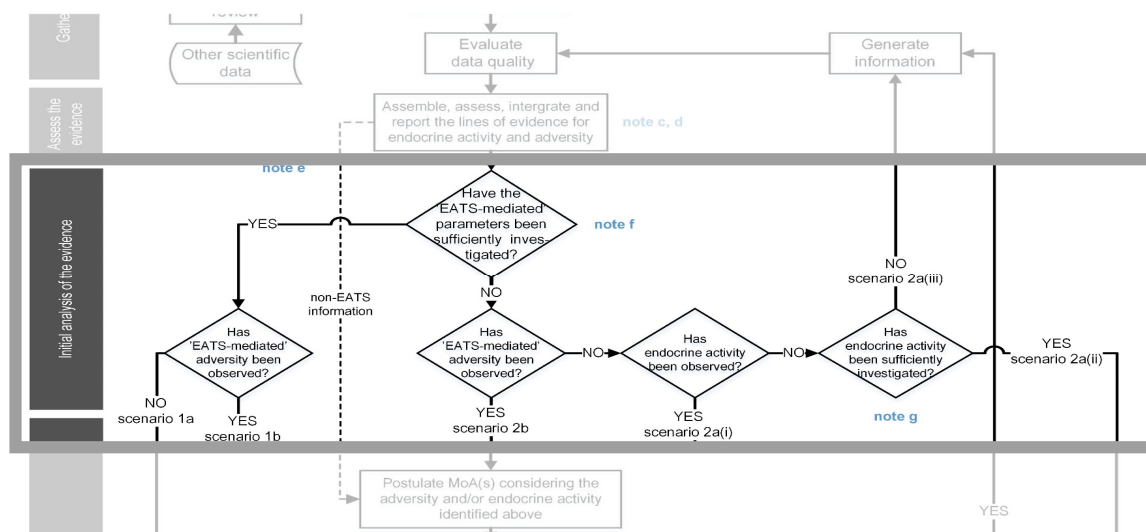 review
Gathe
Other scientific
data
Evaluate
data quality
Generate
information
Assess the
evidence
Assemble, assess, intergrate and
report the lines of evidence for
endocrine activity and adversity
note c, d
note e
Initial analysis of the evidence
Have the
'EATS-mediated'
parameters been
sufficiently inves-
tigated?
note f
YES
NO
non-EATS
information
NO
scenario 2a(iii)
Has
'EATS-mediated'
adversity been
observed?
Has
'EATS-mediated'
adversity been
observed?
NO
Has
endocrine activity
been observed?
NO
Has
endocrine activity
been sufficiently
investigated?
YES
scenario 2a(ii)
NO
scenario 1a
YES
scenario 1b
YES
scenario 2b
YES
scenario 2a(i)
note g
Postulate MoA(s) considering the
adversity and/or endocrine activity
identified above
YES